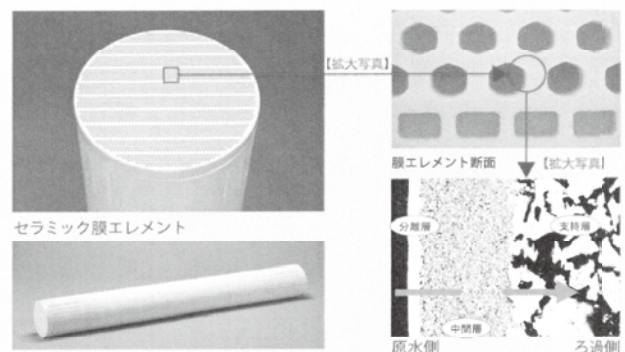 【拡大写真】
セラミック膜エレメント
膜エレメント断面
【拡大写真】
分離層
支持層
中間層
原水側
ろ過側